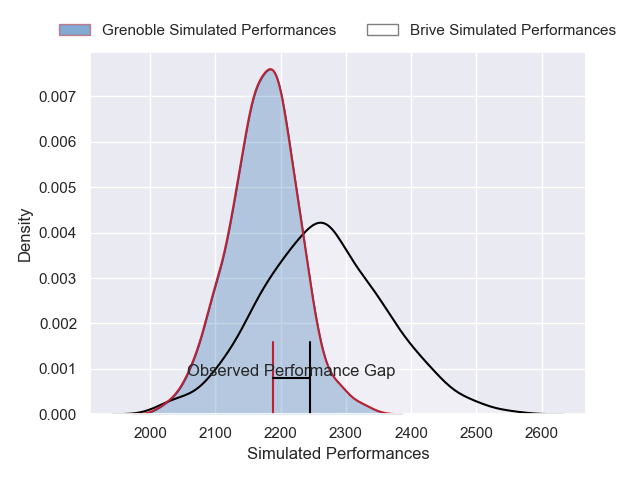 Grenoble Simulated Performances
Brive Simulated Performances
0.007
0.006
0.005
0.004
0.003
0.002
0.001
0.000
Density
Observed Performance Gap
2000 2100 2200 2300 2400 2500 2600
Simulated Performances